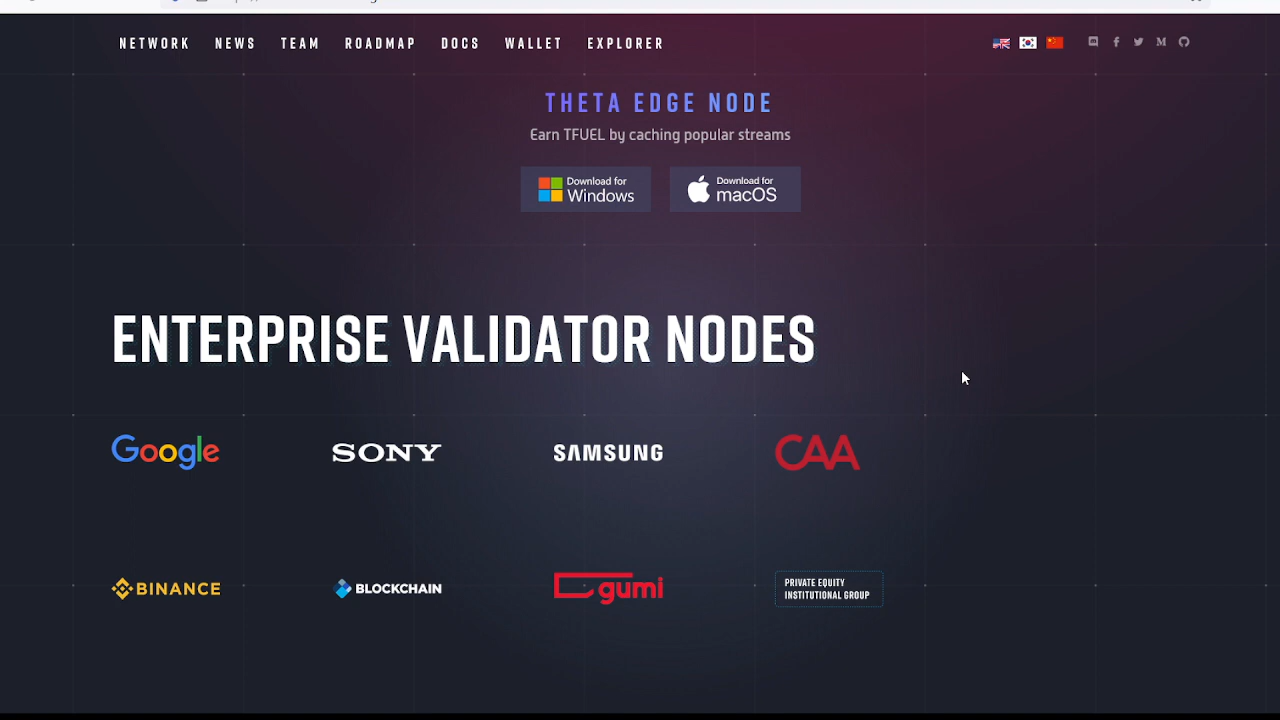 NETWORK NEWS TEAM ROADMAP DOCS WALLET EXPLORER
THETA EDGE NODE
Earn TFUEL by caching popular streams
Download for
Windows
Download for
macOS
ENTERPRISE VALIDATOR NODES
Google SONY SAMSUNG CAA
BINANCE BLOCKCHAIN gumi
PRIVATE EQUITY
INSTITUTIONAL GROUP